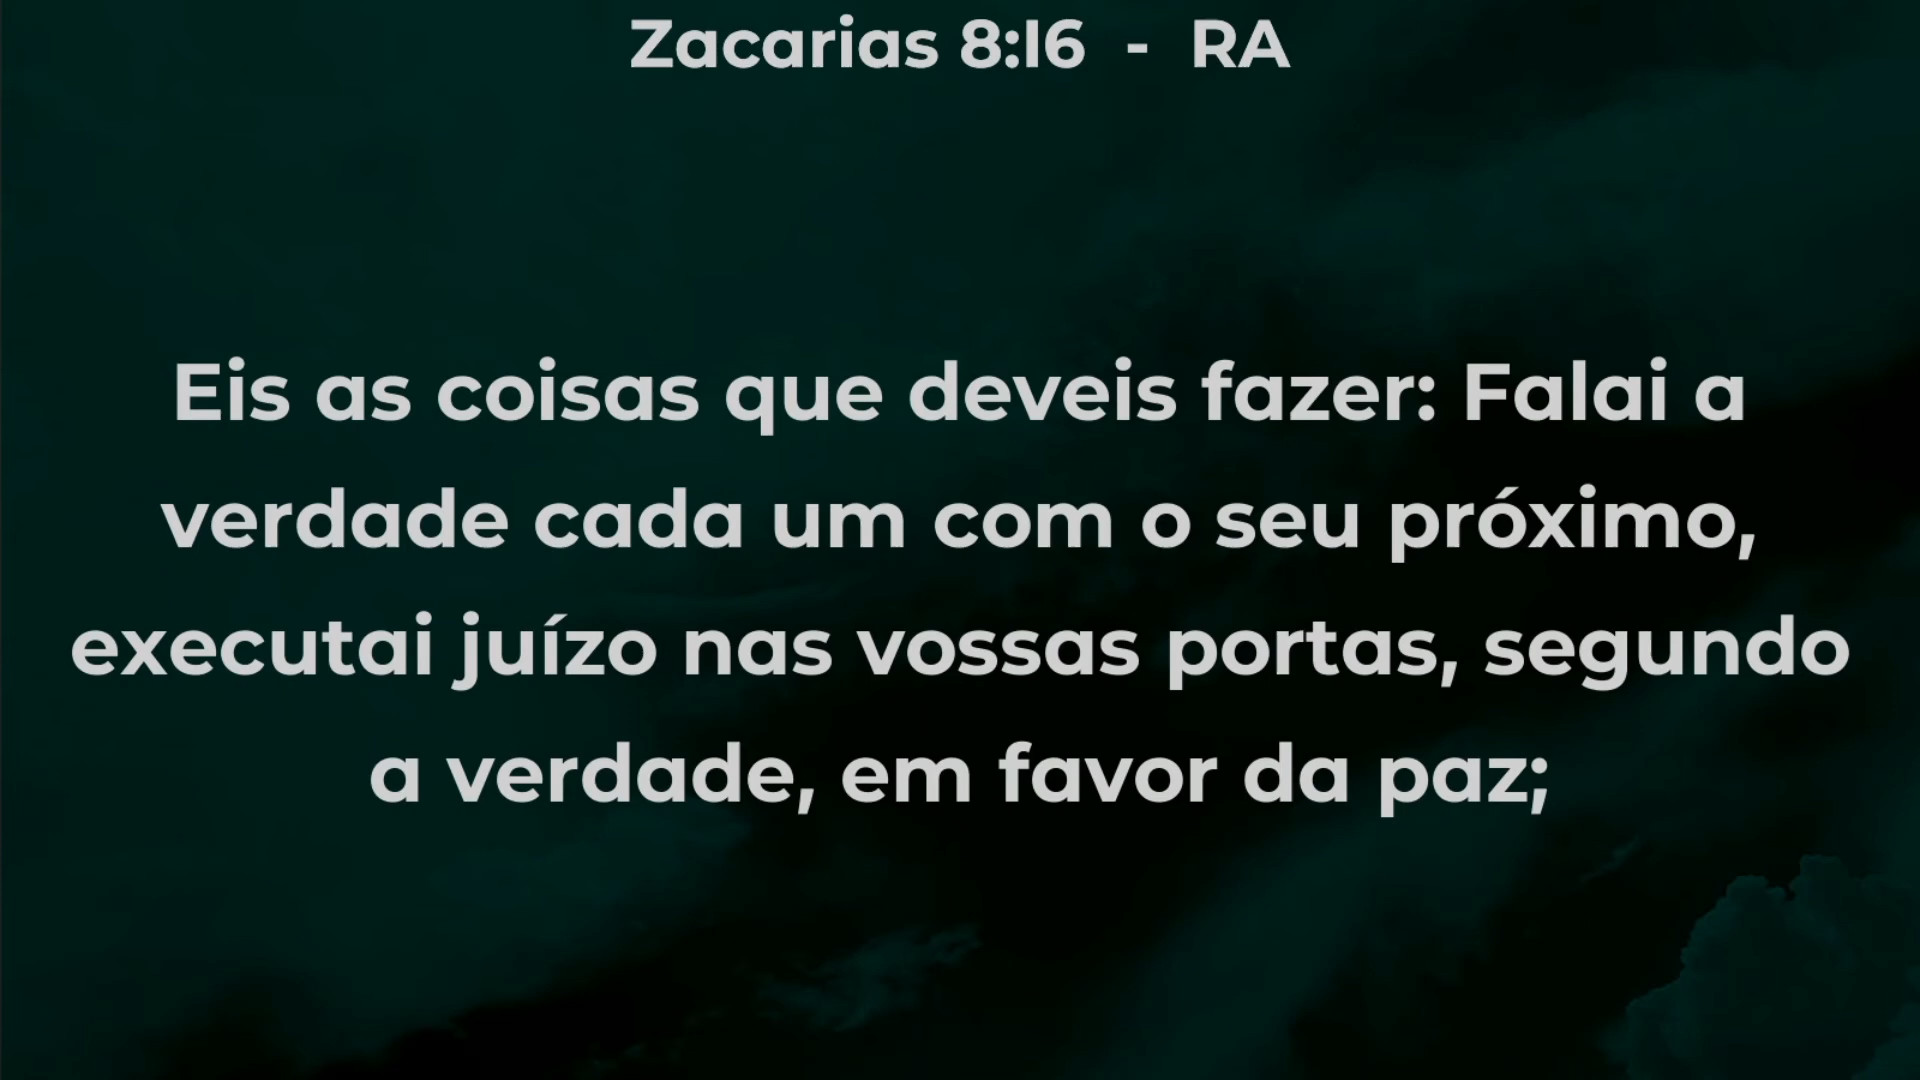 Zacarias 8:16 - RA
Eis as coisas que deveis fazer: Falai a
verdade cada um com o seu próximo,
executai juízo nas vossas portas, segundo
a verdade, em favor da paz;